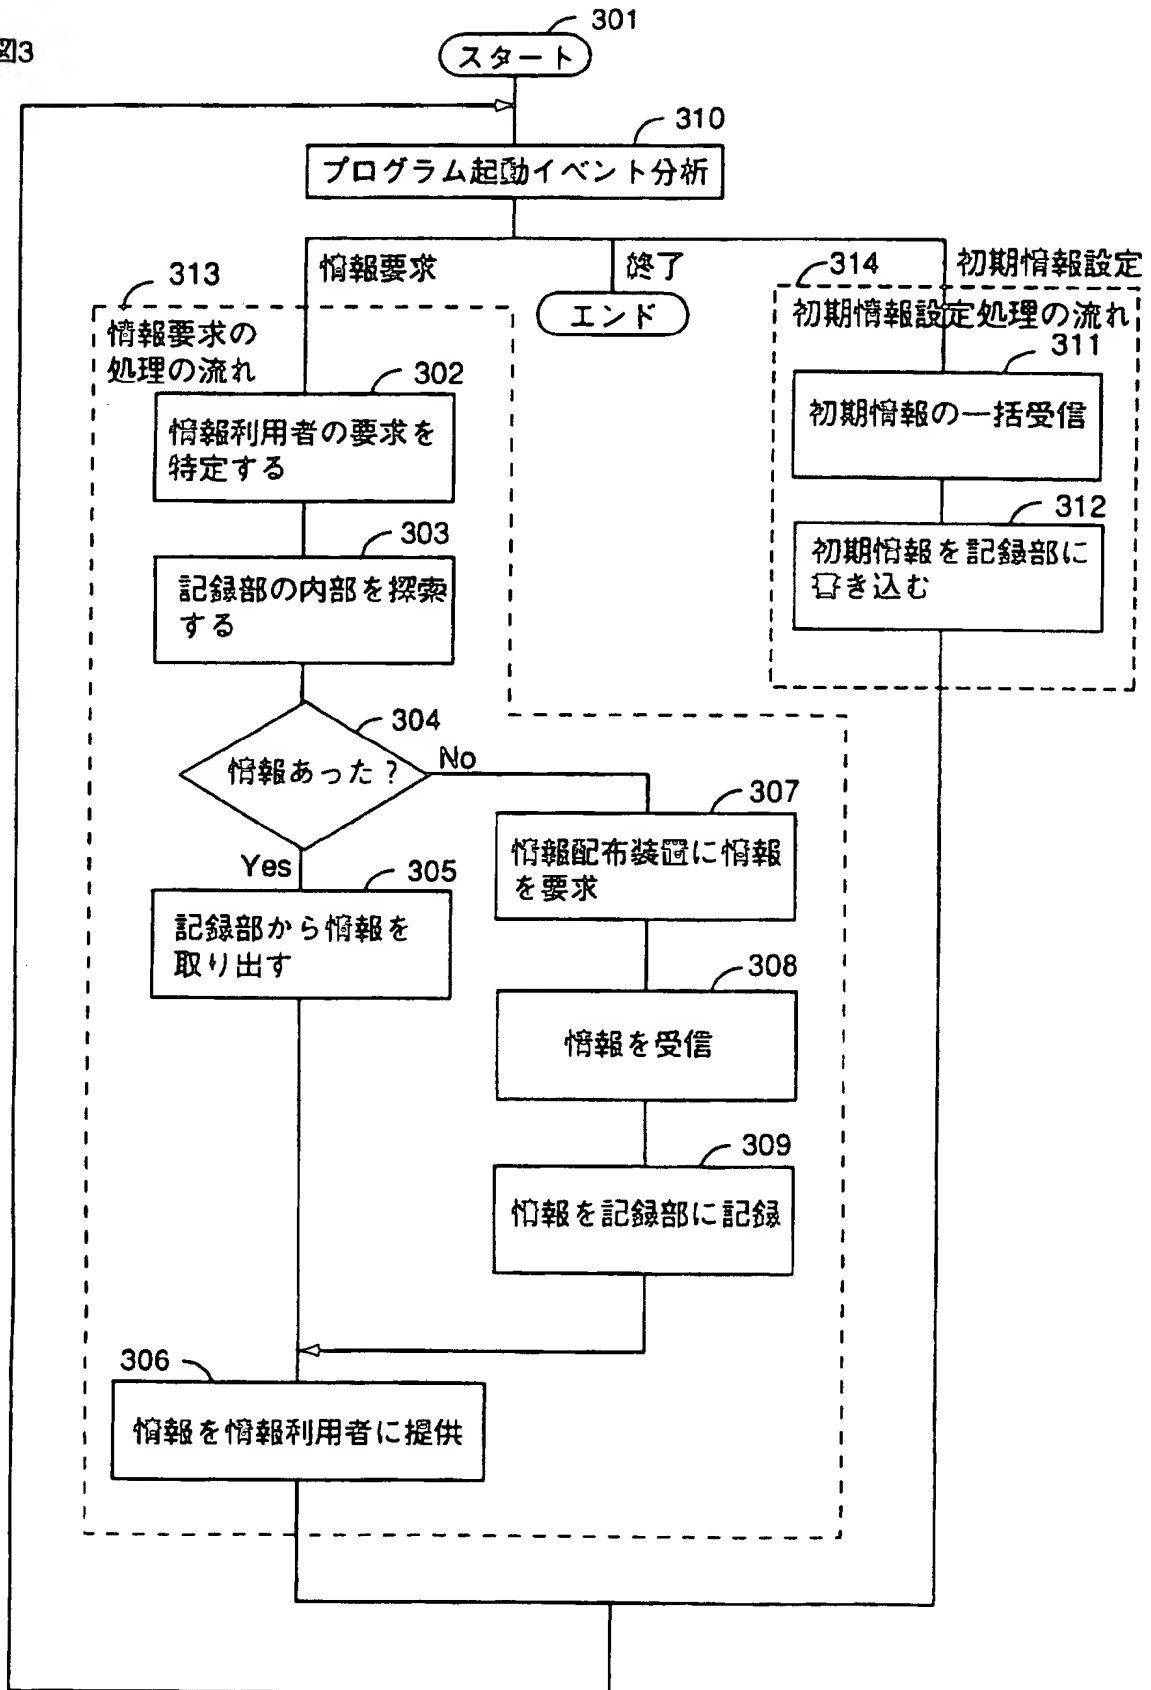 図3
301
スタート
310
プログラム起動イベント分析
情報要求
終了
初期情報設定
エンド
313
情報要求の
処理の流れ
314
初期情報設定処理の流れ
302
情報利用者の要求を
特定する
311
初期情報の一括受信
303
記録部の内部を探索
する
312
初期情報を記録部に
書き込む
304
情報あった?
No
Yes
307
情報配布装置に情報
を要求
305
記録部から情報を
取り出す
308
情報を受信
309
情報を記録部に記録
306
情報を情報利用者に提供